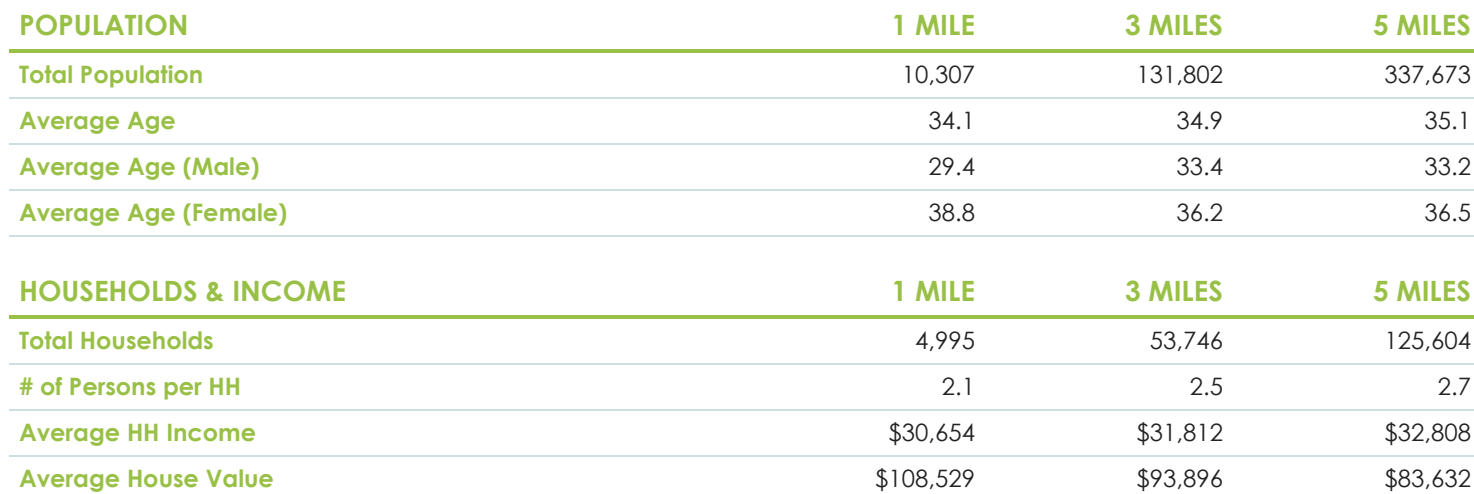 POPULATION 1 MILE 3 MILES 5 MILES
Total Population 10,307 131,802 337,673
Average Age 34.1 34.9 35.1
Average Age (Male) 29.4 33.4 33.2
Average Age (Female) 38.8 36.2 36.5
HOUSEHOLDS & INCOME 1 MILE 3 MILES 5 MILES
Total Households 4,995 53,746 125,604
# of Persons per HH 2.1 2.5 2.7
Average HH Income $30,654 $31,812 $32,808
Average House Value $108,529 $93,896 $83,632